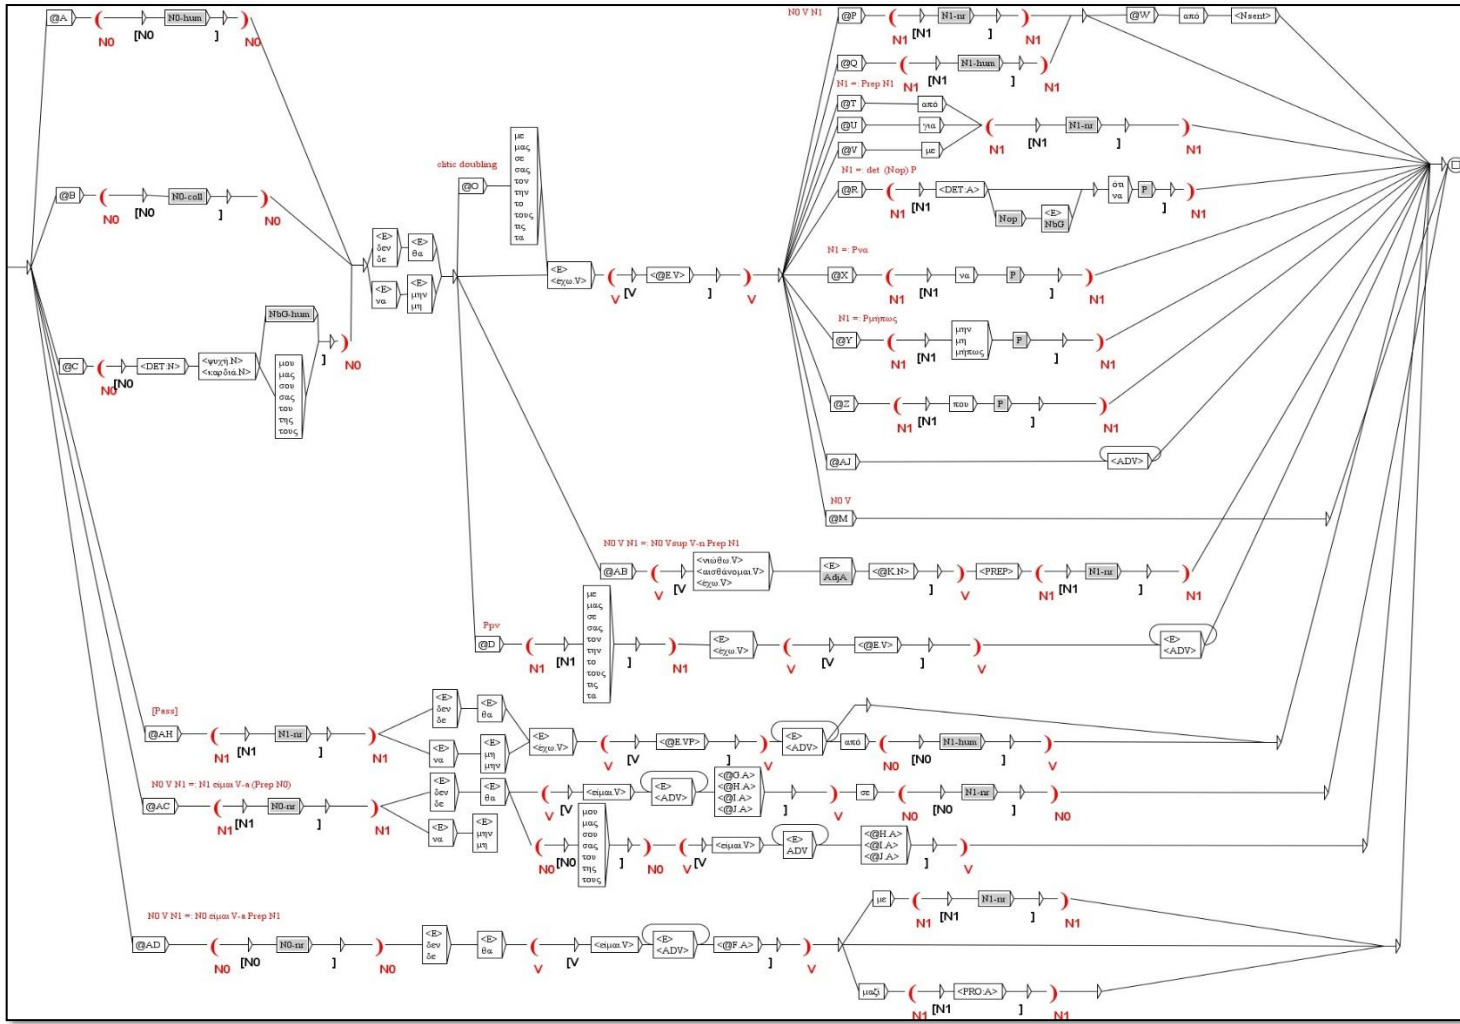 @A
N0
[N0
N0-hum
]
N0
@B
N0
[N0
N0-coll
]
N0
@C
N0
[N0
<DET:N>
<ψυχή.N>
<καρδιά.N>
NbG-hum
μου
μας
σου
σας
του
της
τους
]
N0
<E>
δεν
δε
<E>
θα
<E>
να
<E>
μην
μη
clitic doubling
@O
με
μας
σε
σας
τον
την
το
τους
τις
τα
<E>
<έχω.V>
V
[V
<@E.V>
]
V
N0 V N1
@P
N1
[N1
N1-nr
]
N1
@W
από
<Nsent>
@Q
N1
[N1
N1-hum
]
N1
N1 =: Prep N1
@T
από
@U
για
@V
με
N1
[N1
N1-nr
]
N1
N1 =: det (Nop) P
@R
N1
[N1
<DET:A>
Nop
<E>
NbG
ότι
να
P
]
N1
N1 =: Pνα
@X
N1
[N1
να
P
]
N1
N1 =: Pμήπως
@Y
N1
[N1
μην
μη
μήπως
P
]
N1
@Z
N1
[N1
που
P
]
N1
@AJ
<ADV>
N0 V
@M
N0 V N1 =: N0 Vsup V-n Prep N1
@AB
V
[V
<νιώθω.V>
<αισθάνομαι.V>
<έχω.V>
<E>
AdjA
<@K.N>
]
V
<PREP>
N1
[N1
N1-nr
]
N1
Ppv
@D
N1
[N1
με
μας
σε
σας
τον
την
το
τους
τις
τα
]
N1
<E>
<έχω.V>
V
[V
<@E.V>
]
V
<E>
<ADV>
[Pass]
@AH
N1
[N1
N1-nr
]
N1
<E>
δεν
δε
<E>
θα
<E>
να
<E>
μη
μην
<E>
<έχω.V>
V
[V
<@E.VP>
]
V
<E>
<ADV>
από
N0
[N0
N1-hum
]
V
N0 V N1 =: N1 είμαι V-a (Prep N0)
@AC
N1
[N1
N0-nr
]
N1
<E>
δεν
δε
<E>
θα
<E>
να
<E>
μην
μη
V
[V
<είμαι.V>
<E>
<ADV>
<@G.A>
<@H.A>
<@I.A>
<@J.A>
]
V
σε
N0
[N0
N1-nr
]
N0
N0
[N0
μου
μας
σου
σας
του
της
τους
]
N0
V
[V
<είμαι.V>
<E>
ADV
<@H.A>
<@I.A>
<@J.A>
]
V
N0 V N1 =: N0 είμαι V-a Prep N1
@AD
N0
[N0
N0-nr
]
N0
<E>
δεν
δε
<E>
θα
V
[V
<είμαι.V>
<E>
<ADV>
<@F.A>
]
V
με
N1
[N1
N1-nr
]
N1
μαζί
N1
[N1
<PRO:A>
]
N1